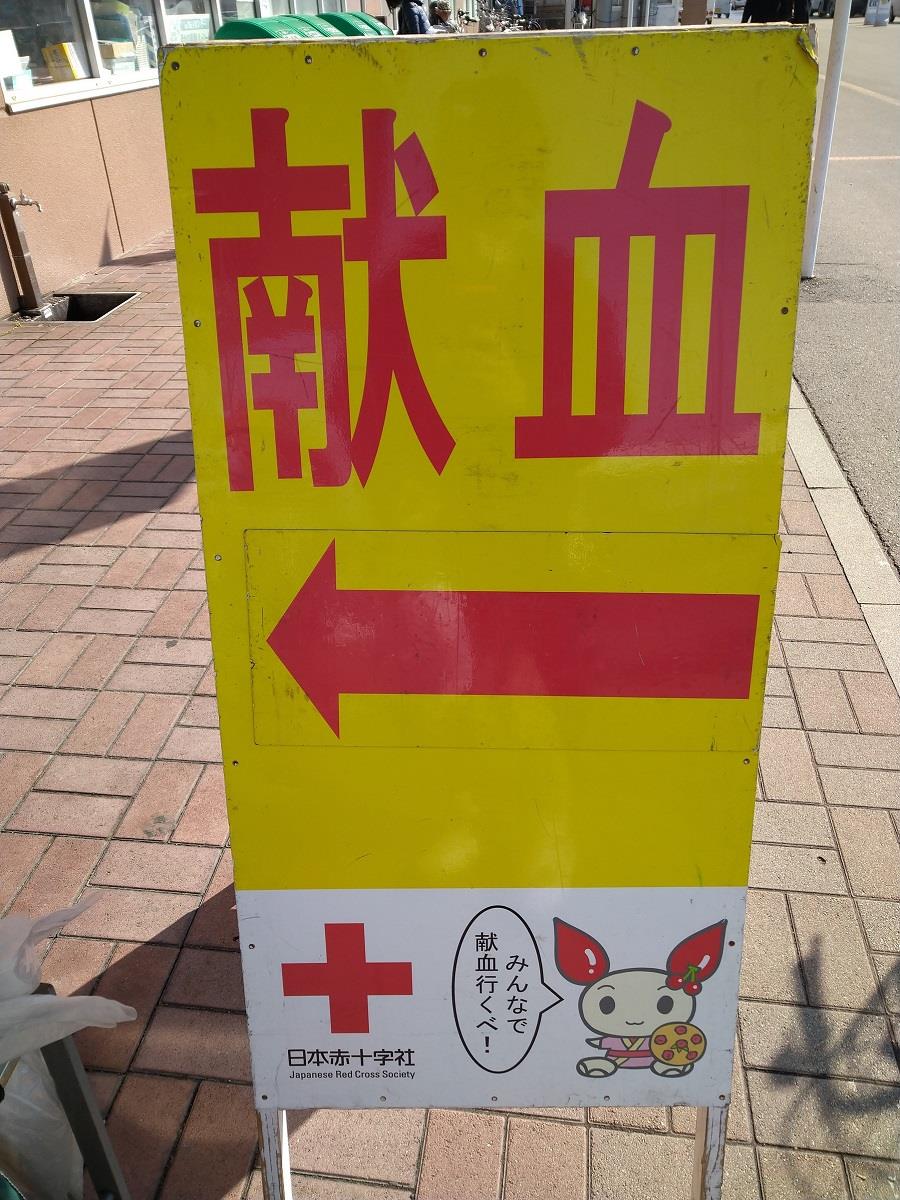 献血
みんなで
献血行くべ！
日本赤十字社
Japanese Red Cross Society